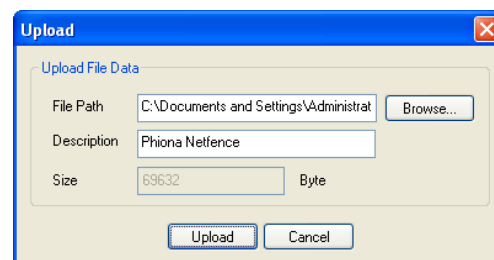 Upload
Upload File Data
File Path C:\Documents and Settings\Administrat Browse...
Description Phiona Netfence
Size 69632 Byte
Upload Cancel